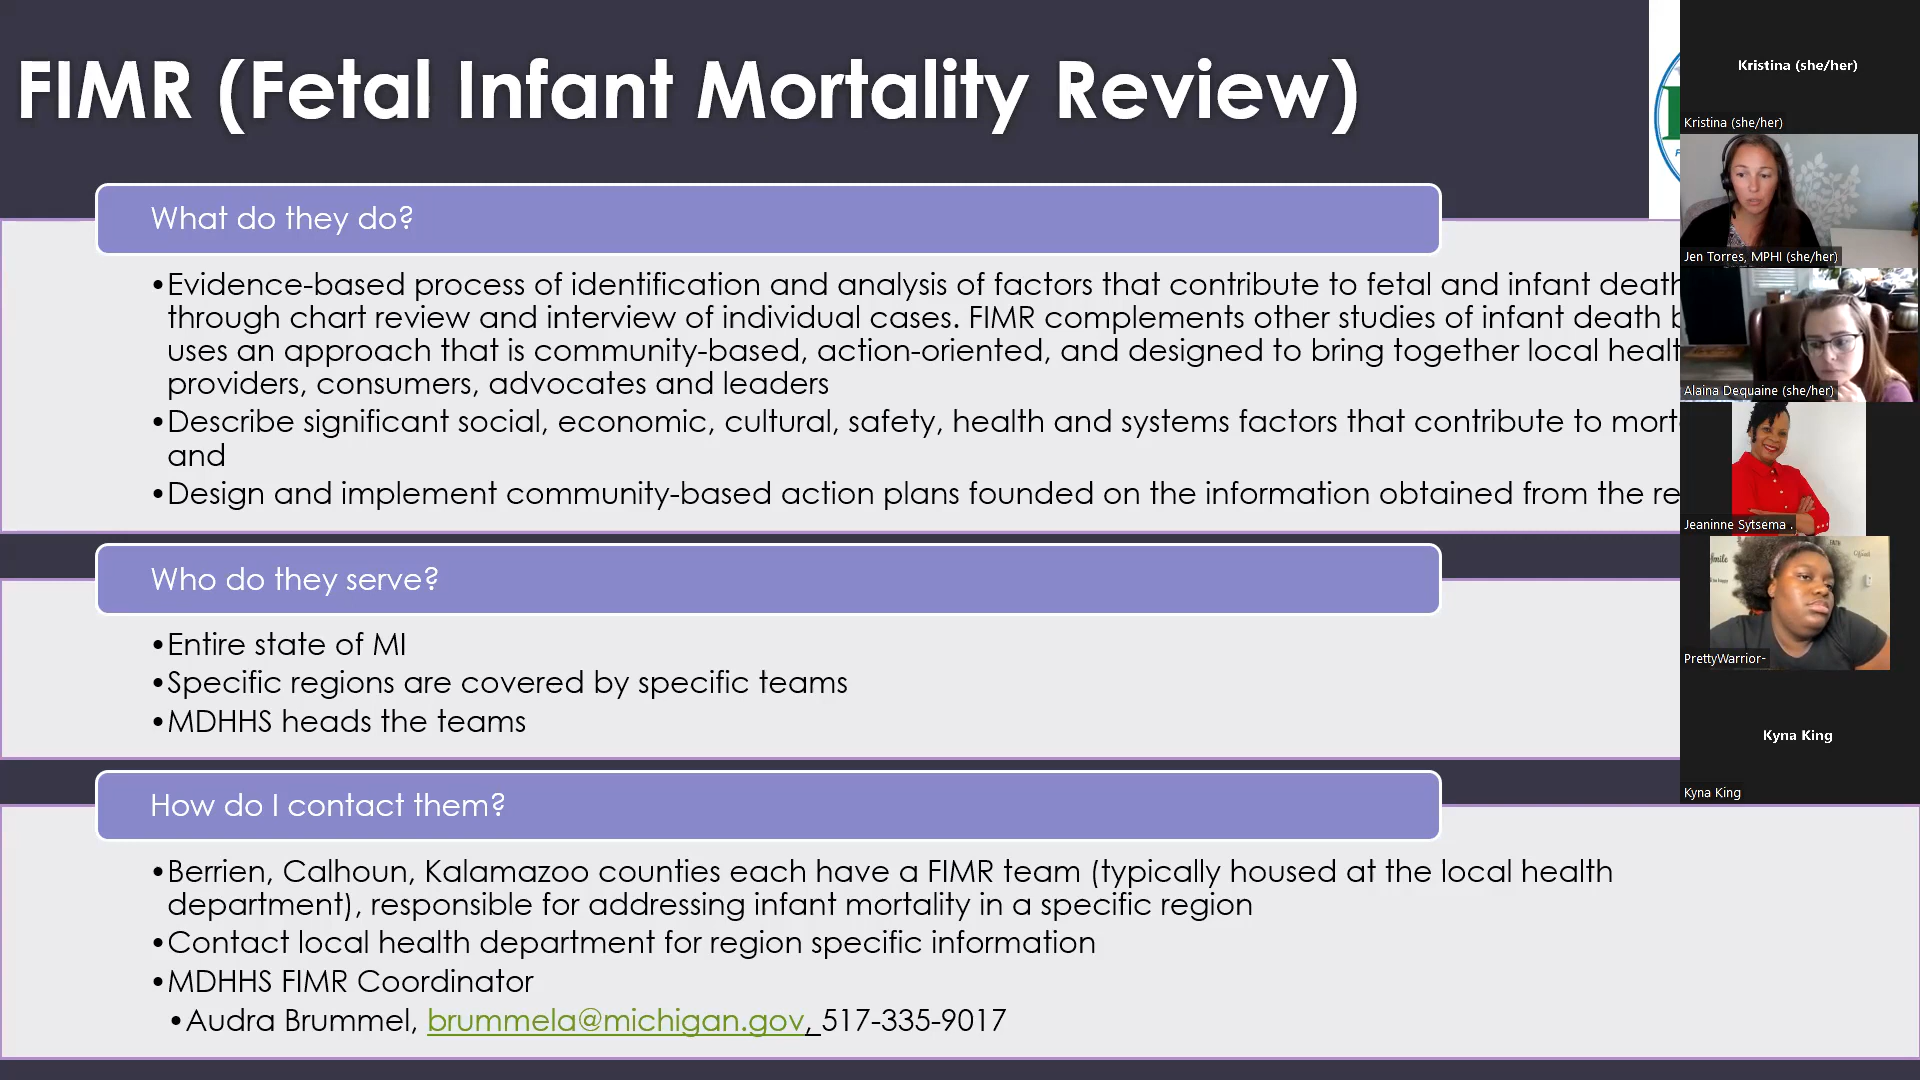 FIMR (Fetal Infant Mortality Review)
What do they do?
•Evidence-based process of identification and analysis of factors that contribute to fetal and infant death
through chart review and interview of individual cases. FIMR complements other studies of infant death
uses an approach that is community-based, action-oriented, and designed to bring together local
providers, consumers, advocates and leaders
•Describe significant social, economic, cultural, safety, health and systems factors that contribute to
and
•Design and implement community-based action plans founded on the information obtained from the
Who do they serve?
•Entire state of MI
•Specific regions are covered by specific teams
•MDHHS heads the teams
How do I contact them?
•Berrien, Calhoun, Kalamazoo counties each have a FIMR team (typically housed at the local health
department), responsible for addressing infant mortality in a specific region
•Contact local health department for region specific information
•MDHHS FIMR Coordinator
•Audra Brummel, brummela@michigan.gov, 517-335-9017
Kristina (she/her)
Kristina (she/her)
Jen Torres, MPHI (she/her)
Alaina Dequaine (she/her)
Jeaninne Sytsema .
PrettyWarrior-
Kyna King
Kyna King